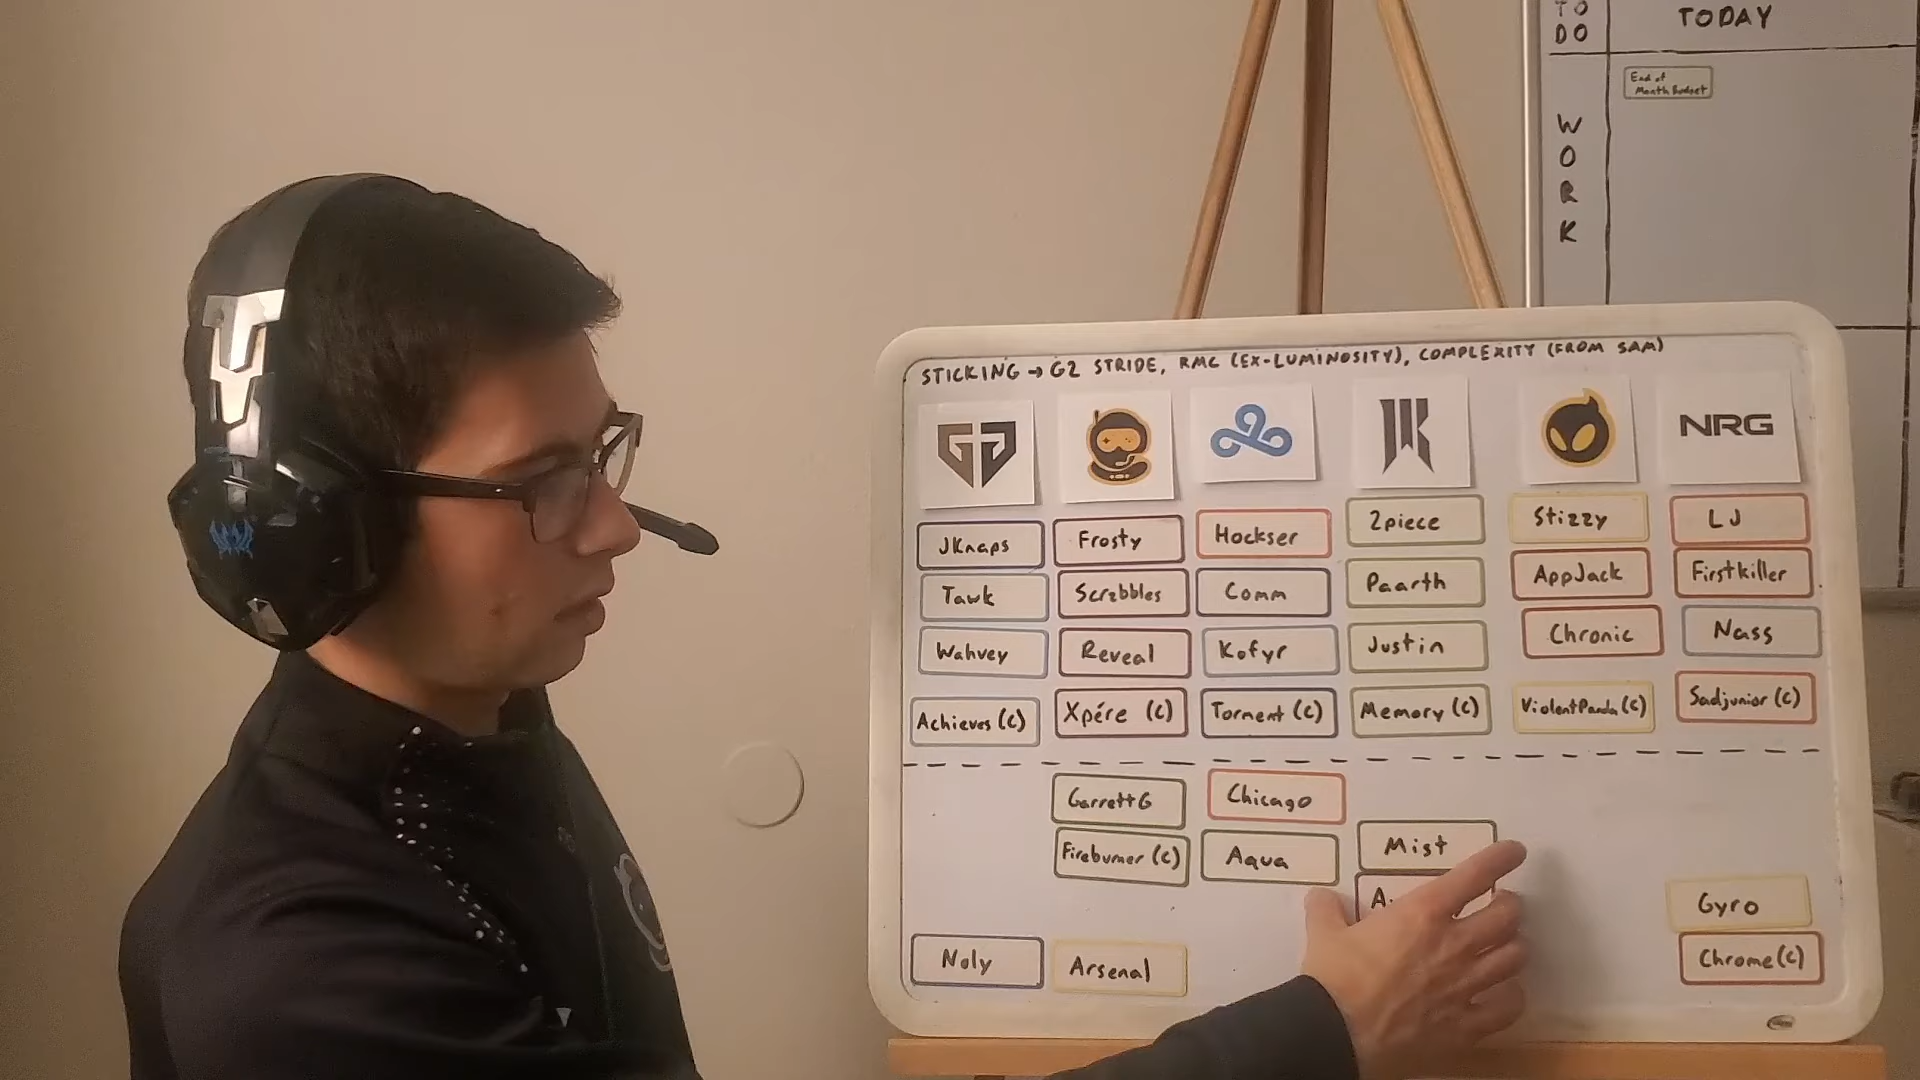 TO
DO
TODAY
End of
Month Budget
W
O
R
K
STICKING → G2 STRIDE, RMC (EX-LUMINOSITY), COMPLEXITY (FROM SAM)
NRG
JKnaps
Frosty
Hockser
2piece
Stizzy
LJ
Tawk
Scrabbles
Comm
Paarth
AppJack
Firstkiller
Wahvey
Reveal
Kofyr
Justin
Chronic
Nass
Achieves (C)
Xpére (C)
Torment (C)
Memory (C)
ViolentPanda (C)
Sadjunior (C)
GarrettG
Chicago
Fireburner (C)
Aqua
Mist
Gyro
Noly
Arsenal
Chrome (C)